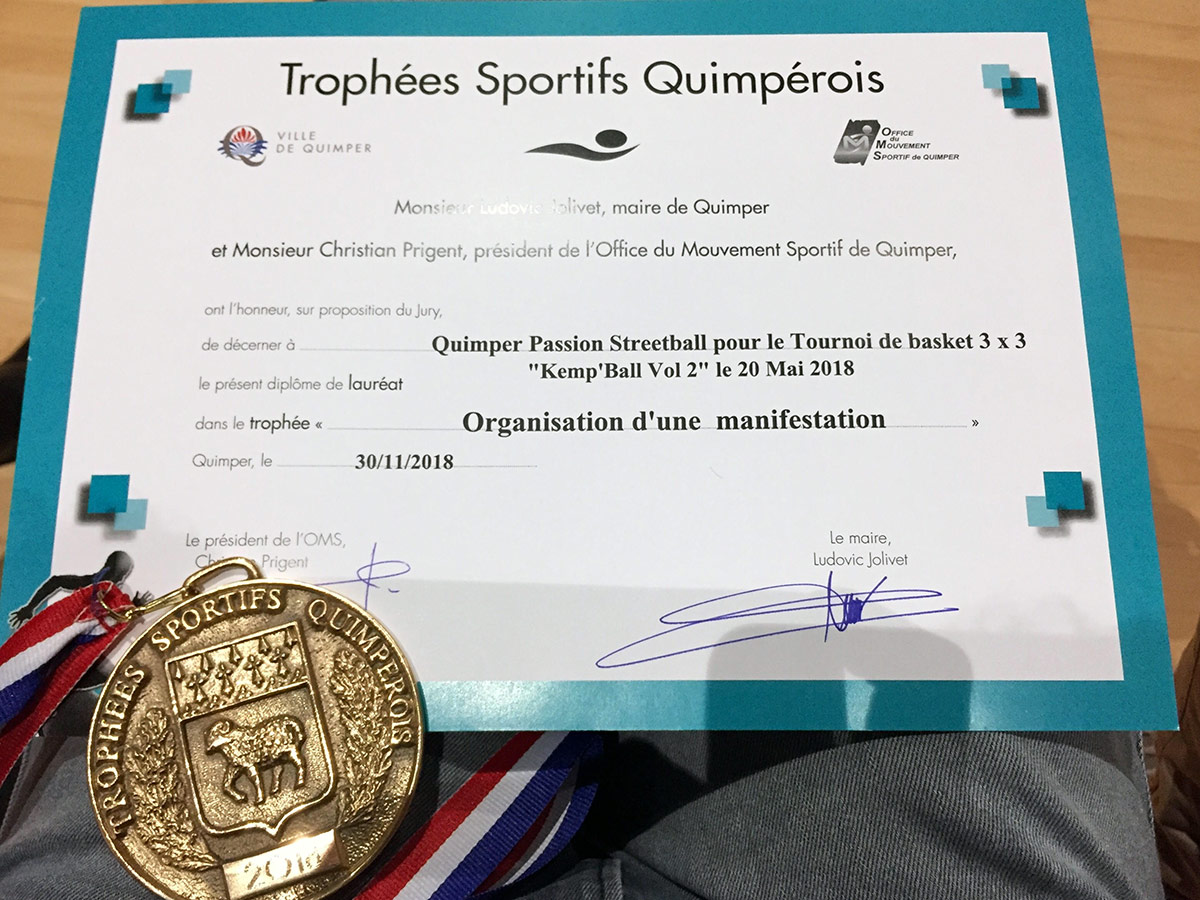 Trophées Sportifs Quimpérois
VILLE
DE QUIMPER
OFFICE
du
MOUVEMENT
SPORTIF de QUIMPER
Monsieur Ludovic Jolivet, maire de Quimper
et Monsieur Christian Prigent, président de l'Office du Mouvement Sportif de Quimper,
ont l'honneur, sur proposition du Jury,
de décerner à Quimper Passion Streetball pour le Tournoi de basket 3 x 3
"Kemp'Ball Vol 2" le 20 Mai 2018
le présent diplôme de lauréat
dans le trophée « Organisation d'une manifestation »
Quimper, le 30/11/2018
Le président de l'OMS,
Prigent
Le maire,
Ludovic Jolivet
TROPHEES SPORTIFS QUIMPEROIS